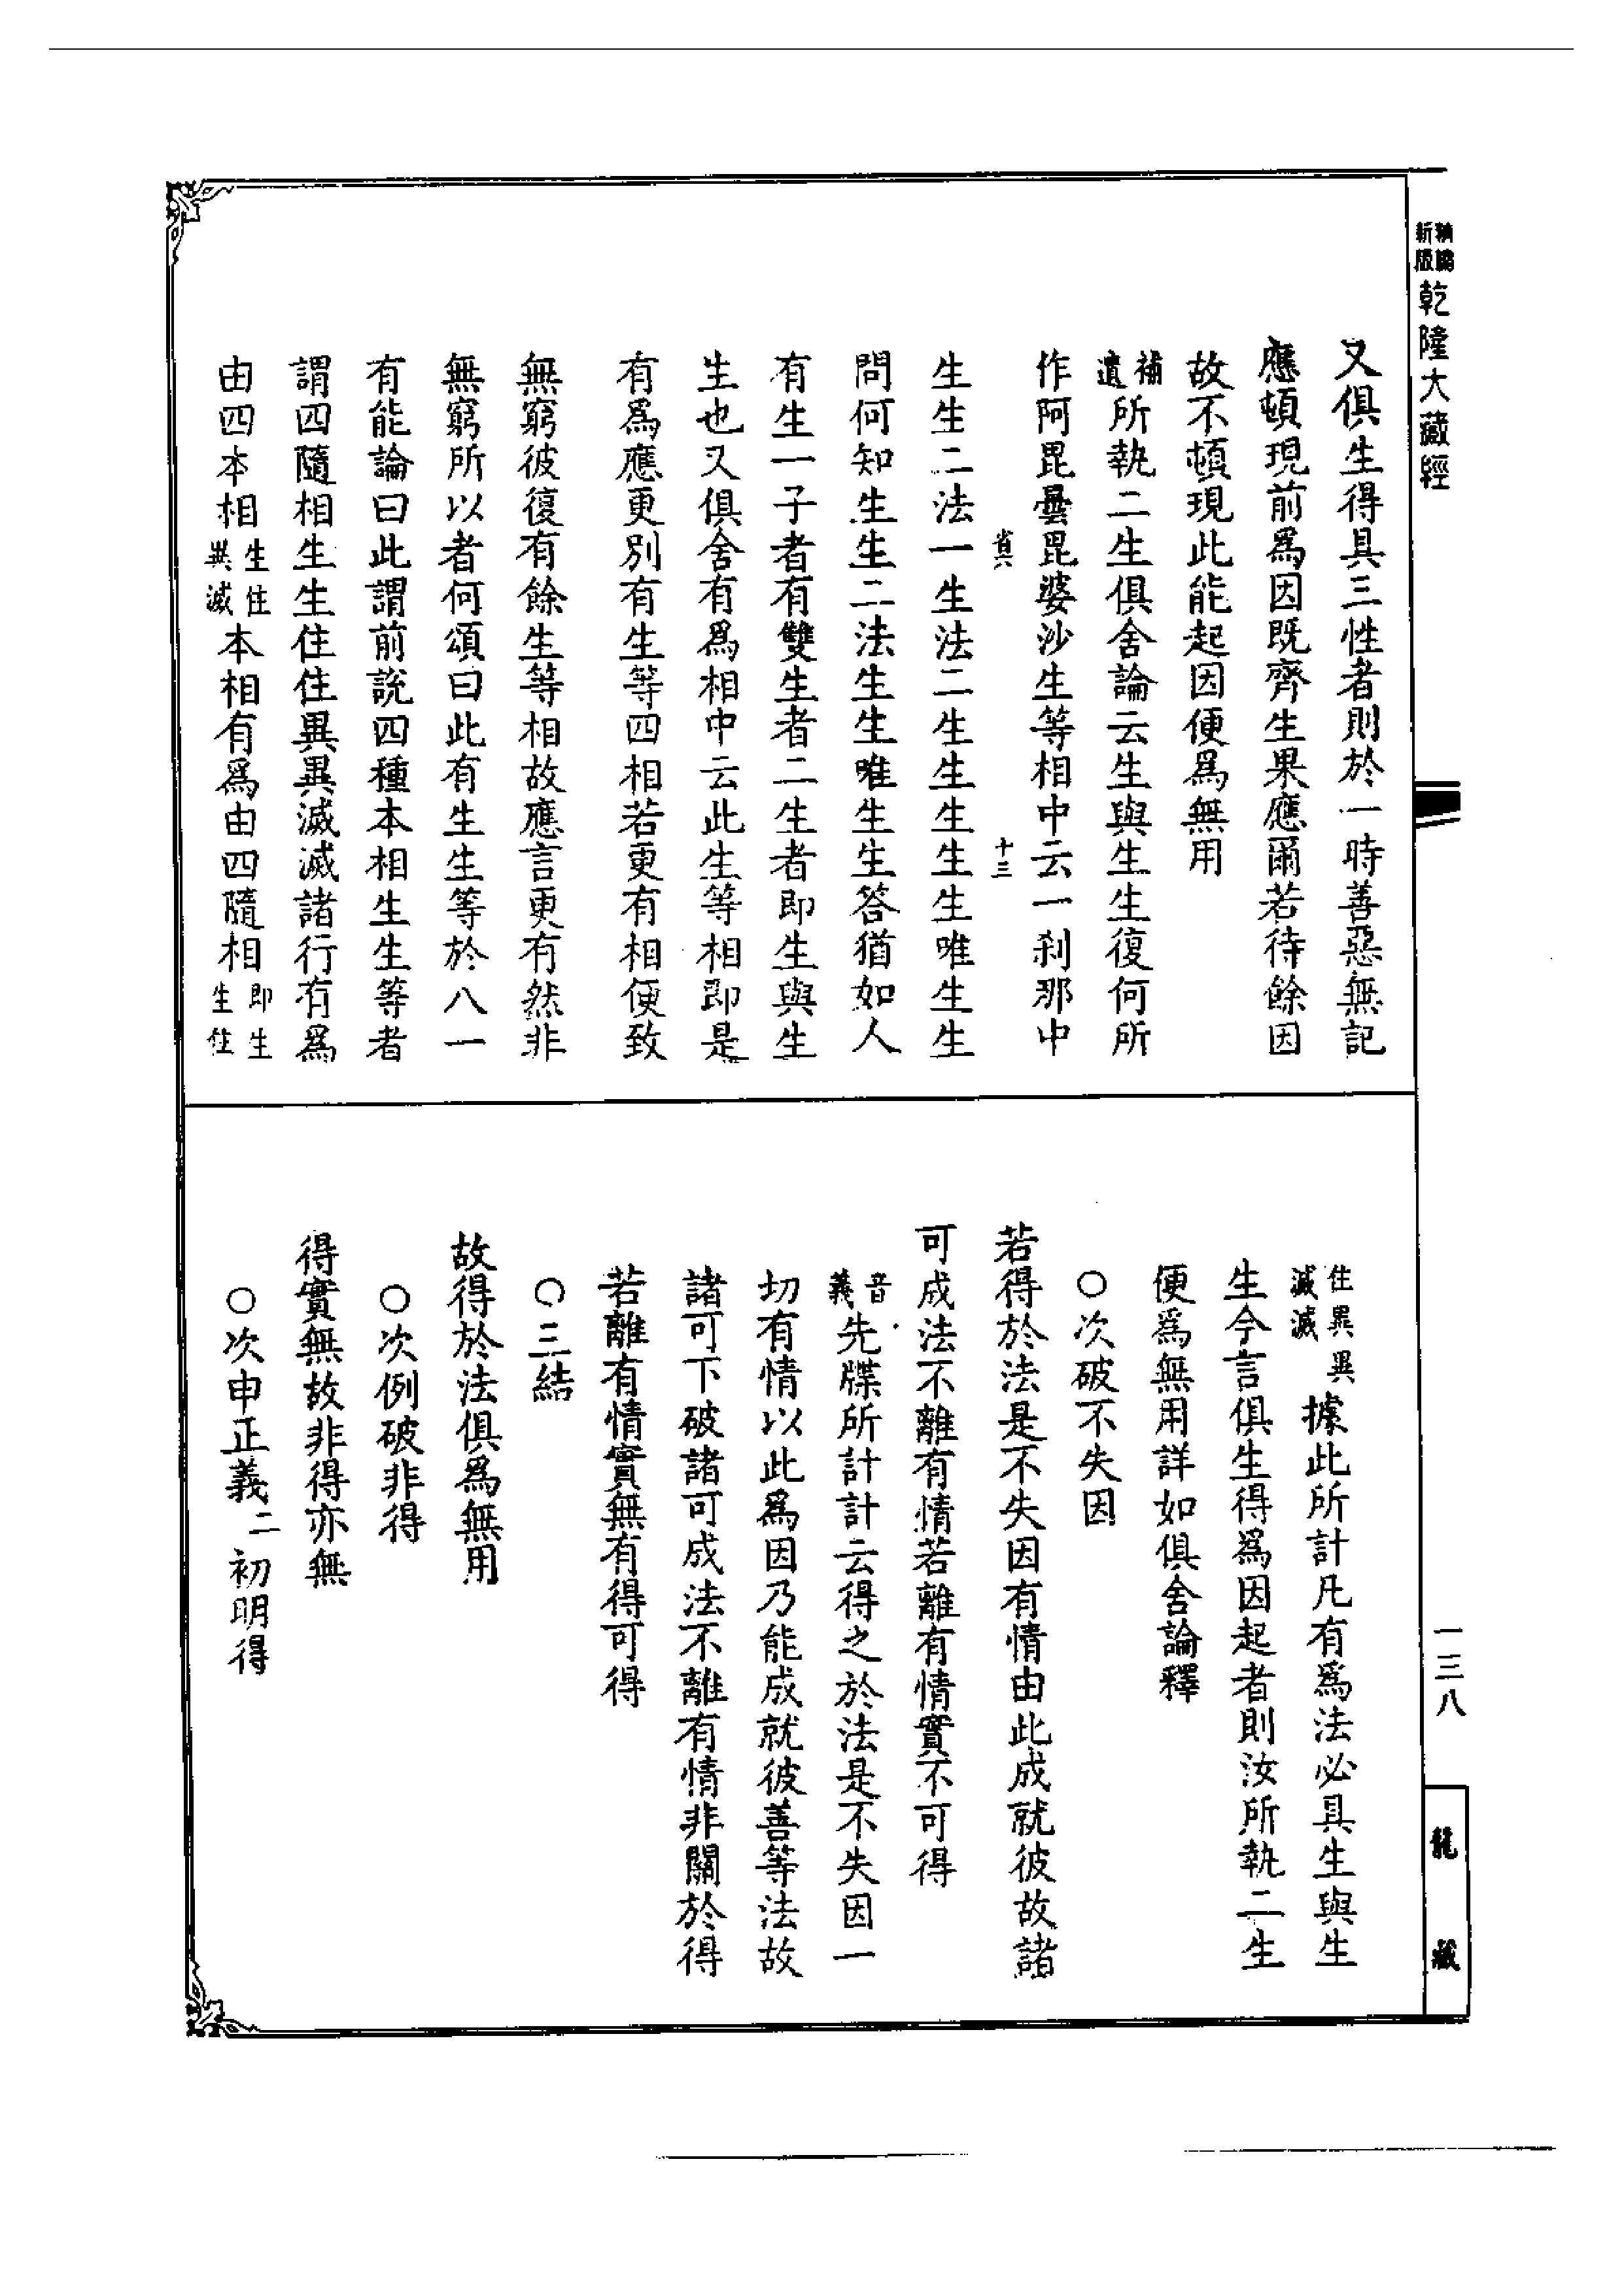 新版
精縮
乾隆大藏經
又俱生得具三性者則於一時善惡無記
應頓現前爲因既齊生果應爾若待餘因
故不頓現此能起因便爲無用
補遺所執二生俱舍論云生與生生復何所
作阿毘曇毘婆沙生等相中云一刹那中
十三
生生二法一生法二生生生生生唯生生
問何知生生二法生生唯生生答猶如人
有生一子者有雙生者二生者即生與生
生也又俱舍有爲相中云此生等相即是
有爲應更別有生等四相若更有相便致
無窮彼復有餘生等相故應言更有然非
無窮所以者何頌曰此有生生等於八一
有能論曰此謂前說四種本相生生等者
謂四隨相生生住住異異滅滅諸行有爲
由四本相生住異滅本相有爲由四隨相即生生住
住異異滅滅據此所計凡有爲法必具生與生
生今言俱生得爲因起者則汝所執二生
便爲無用詳如俱舍論釋
○次破不失因
若得於法是不失因有情由此成就彼故諸
可成法不離有情若離有情實不可得
音義先牒所計計云得之於法是不失因一
切有情以此爲因乃能成就彼善等法故
諸可下破諸可成法不離有情非關於得
若離有情實無有得可得
○三結
故得於法俱爲無用
○次例破非得
得實無故非得亦無
○次申正義二初明得
一三八
龍藏